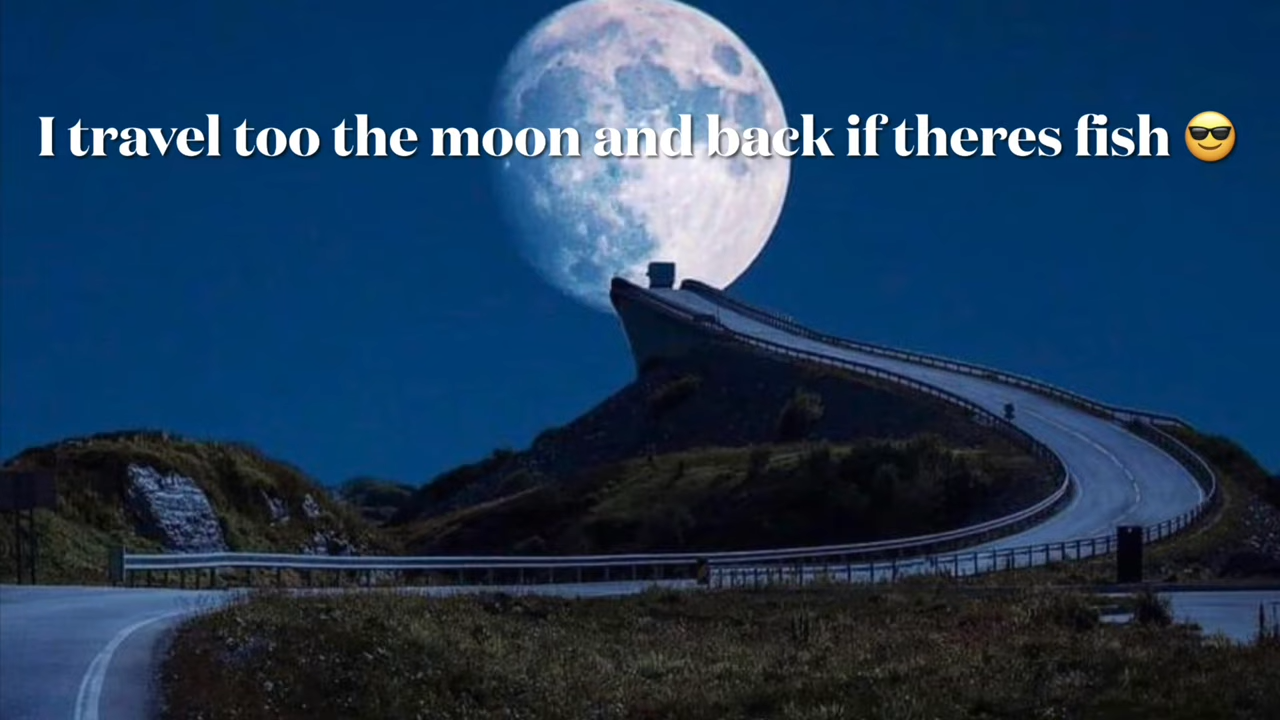 I travel too the moon and back if theres fish 😎